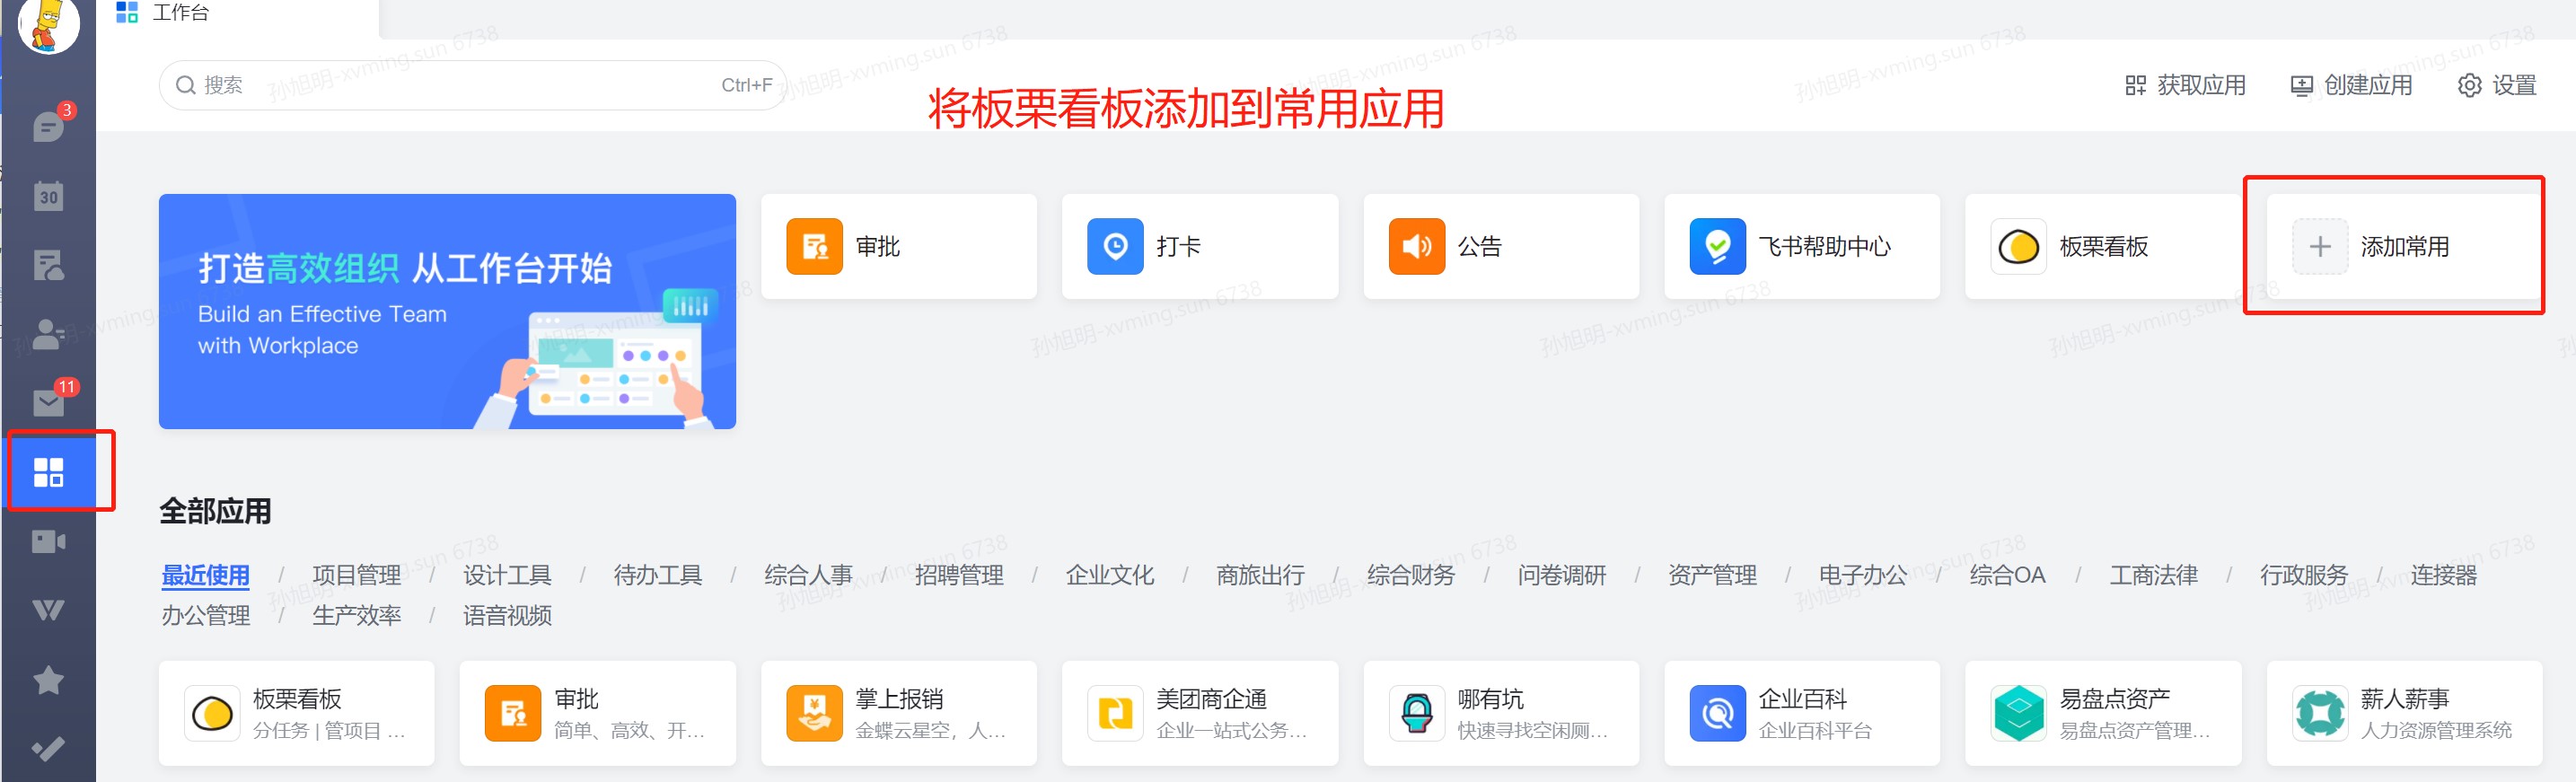 工作台
搜索 Ctrl+F
将板栗看板添加到常用应用
获取应用 创建应用 设置
3
30
11
打造高效组织 从工作台开始
Build an Effective Team
with Workplace
审批
打卡
公告
飞书帮助中心
板栗看板
添加常用
全部应用
最近使用 / 项目管理 / 设计工具 / 待办工具 / 综合人事 / 招聘管理 / 企业文化 / 商旅出行 / 综合财务 / 问卷调研 / 资产管理 / 电子办公 / 综合OA / 工商法律 / 行政服务 / 连接器
办公管理 / 生产效率 / 语音视频
板栗看板
分任务 | 管项目 ...
审批
简单、高效、开...
掌上报销
金蝶云星空，人...
美团商企通
企业一站式公务...
哪有坑
快速寻找空闲厕...
企业百科
企业百科平台
易盘点资产
易盘点资产管理...
薪人薪事
人力资源管理系统
孙旭明-xvming.sun 6738